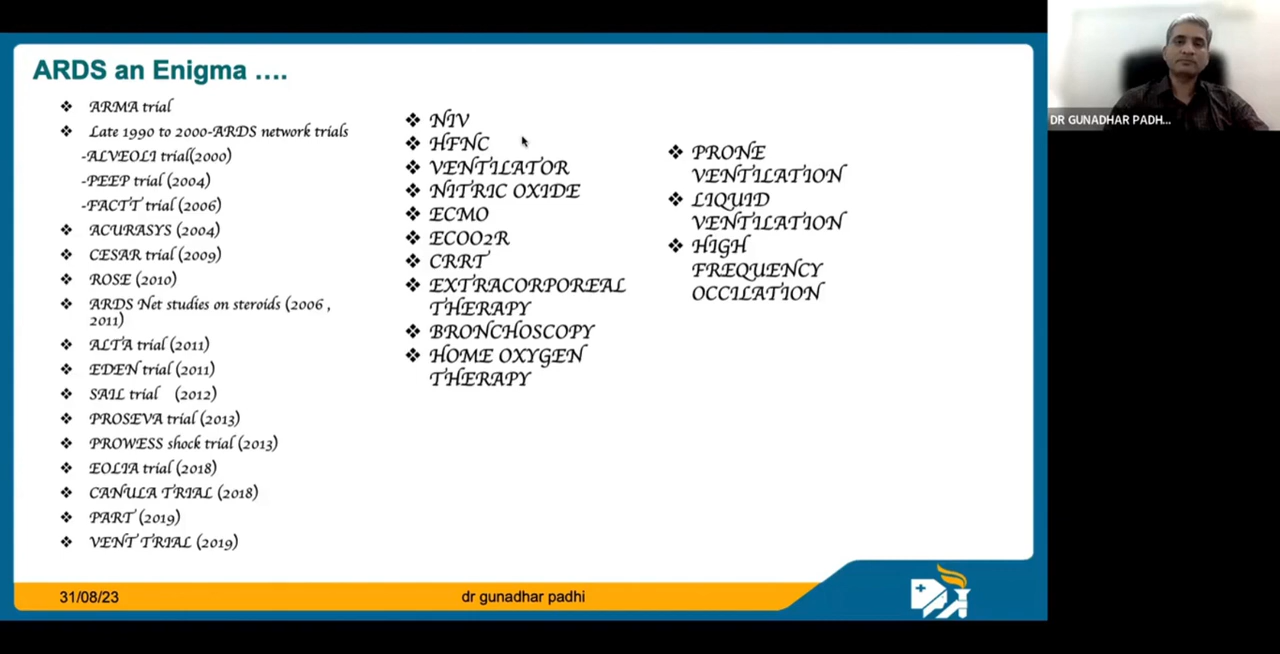 ARDS an Enigma ....
❖ ARMA trial
❖ Late 1990 to 2000-ARDS network trials
-ALVEOLI trial(2000)
-PEEP trial (2004)
-FACTT trial (2006)
❖ ACURASYS (2004)
❖ CESAR trial (2009)
❖ ROSE (2010)
❖ ARDS Net studies on steroids (2006 ,
2011)
❖ ALTA trial (2011)
❖ EDEN trial (2011)
❖ SAIL trial (2012)
❖ PROSEVA trial (2013)
❖ PROWESS shock trial (2013)
❖ EOLIA trial (2018)
❖ CANULA TRIAL (2018)
❖ PART (2019)
❖ VENT TRIAL (2019)
❖ NIV
❖ HFNC
❖ VENTILATOR
❖ NITRIC OXIDE
❖ ECMO
❖ ECOO2R
❖ CRRT
❖ EXTRACORPOREAL
THERAPY
❖ BRONCHOSCOPY
❖ HOME OXYGEN
THERAPY
❖ PRONE
VENTILATION
❖ LIQUID
VENTILATION
❖ HIGH
FREQUENCY
OCCILATION
31/08/23
dr gunadhar padhi
DR GUNADHAR PADH...